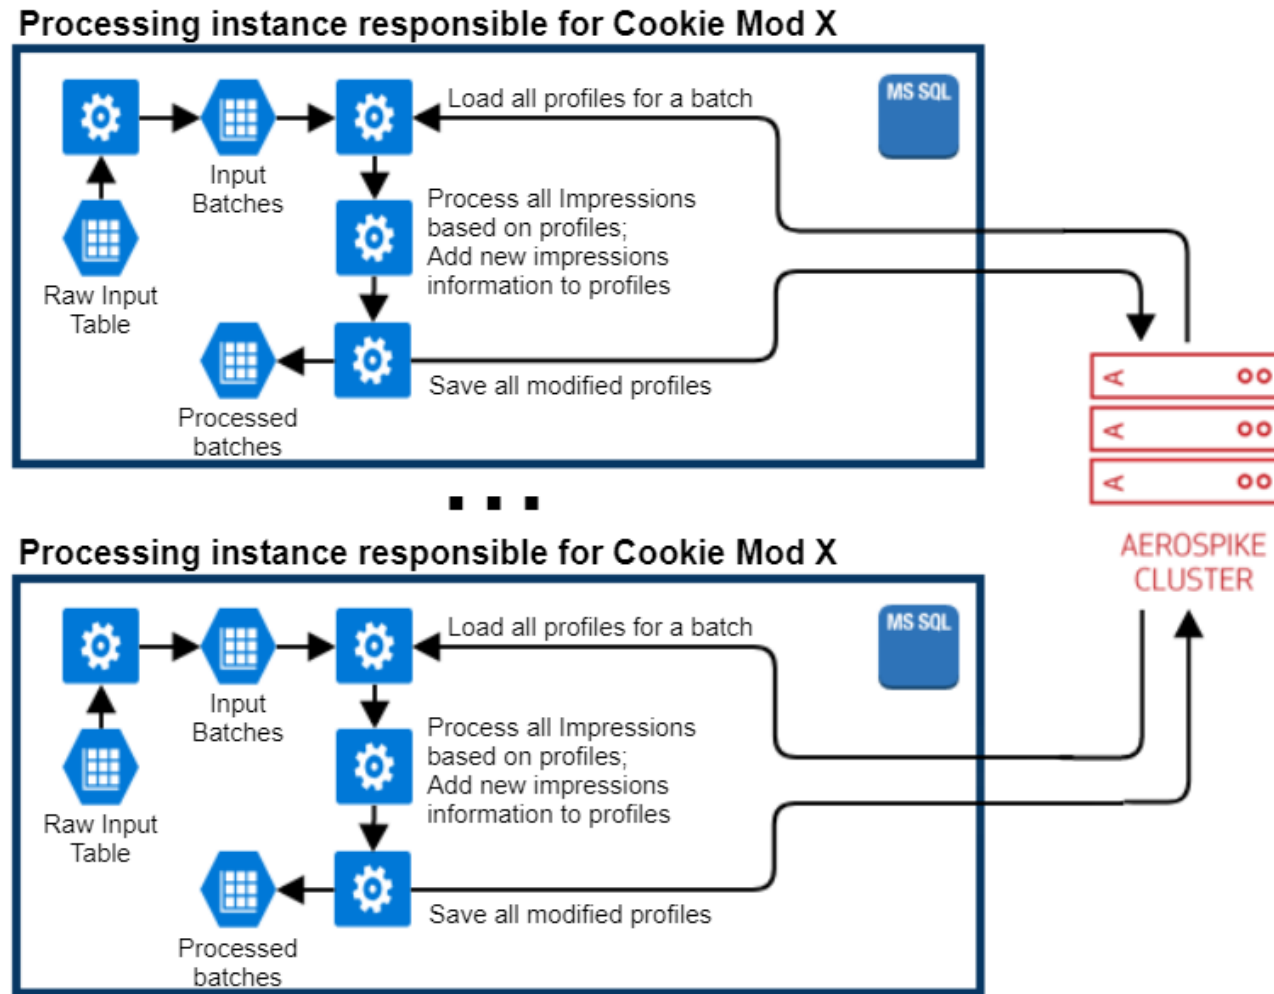 Processing instance responsible for Cookie Mod X
MS SQL
Load all profiles for a batch
Input
Batches
Process all Impressions
based on profiles;
Add new impressions
information to profiles
Raw Input
Table
Save all modified profiles
Processed
batches
A
A
A
AEROSPIKE
CLUSTER
...
Processing instance responsible for Cookie Mod X
MS SQL
Load all profiles for a batch
Input
Batches
Process all Impressions
based on profiles;
Add new impressions
information to profiles
Raw Input
Table
Save all modified profiles
Processed
batches